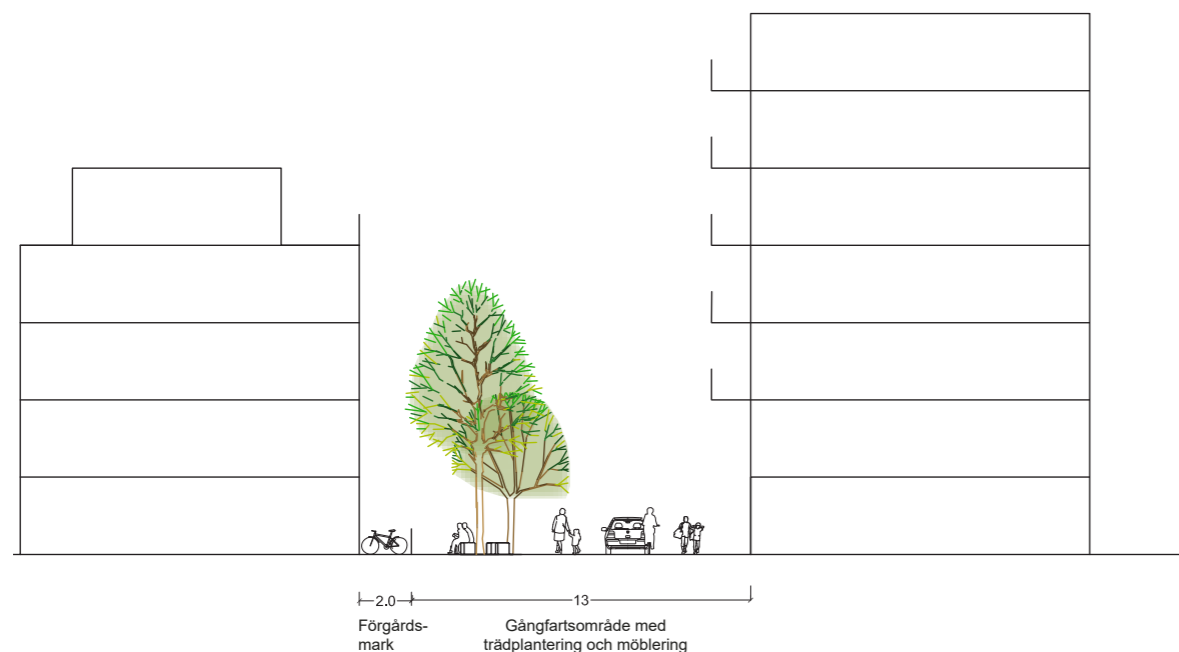 2.0
13
Förgårds-
mark
Gångfartsområde med
trädplantering och möblering